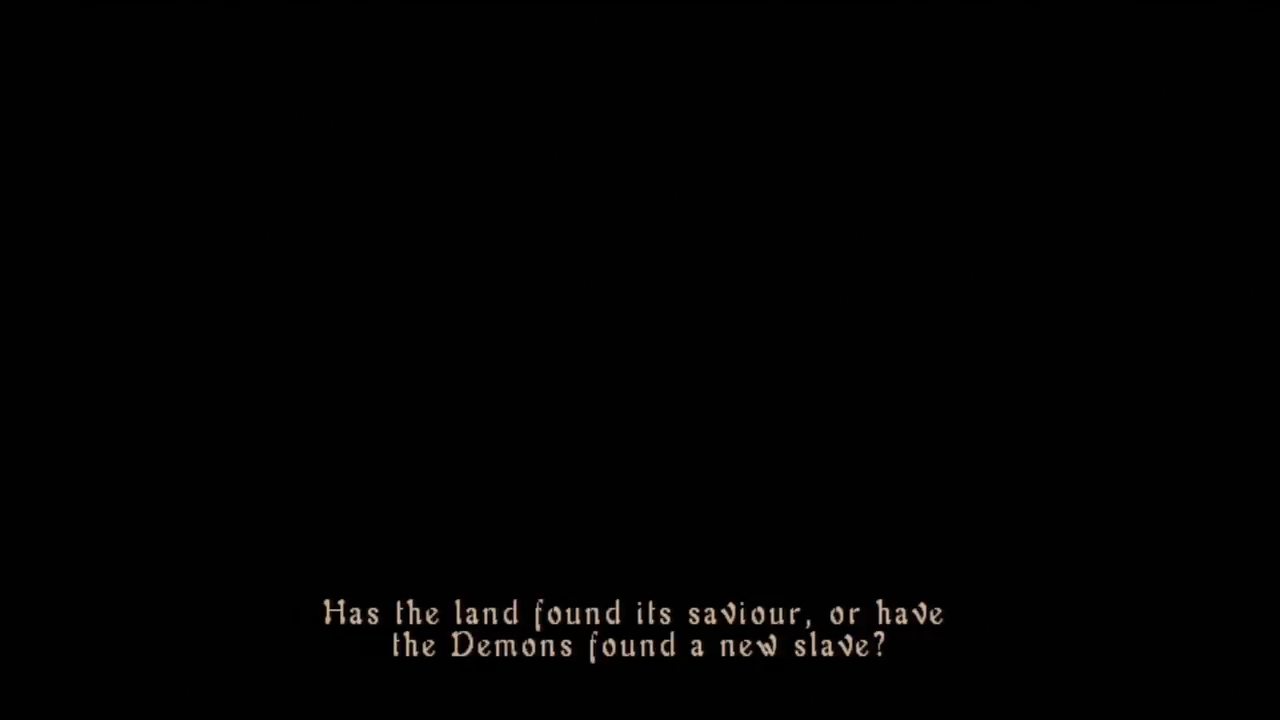 Has the land found its saviour, or have
the Demons found a new slave?